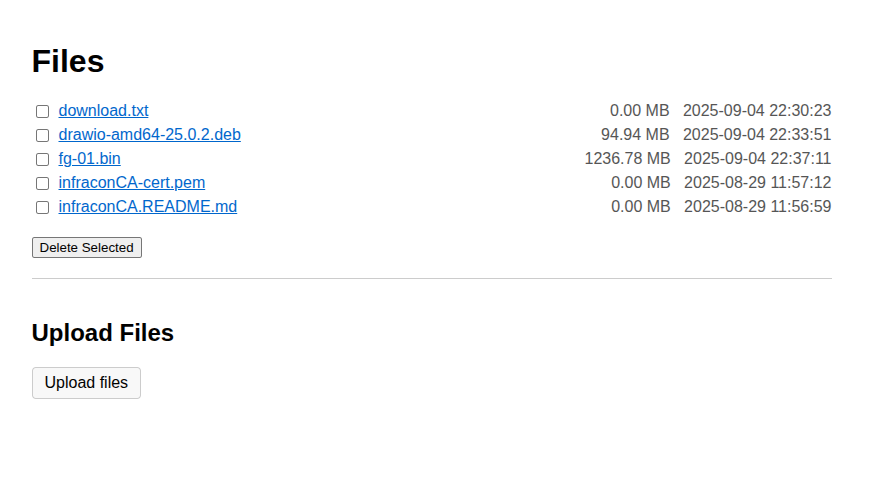 Files
download.txt 0.00 MB 2025-09-04 22:30:23
drawio-amd64-25.0.2.deb 94.94 MB 2025-09-04 22:33:51
fg-01.bin 1236.78 MB 2025-09-04 22:37:11
infraconCA-cert.pem 0.00 MB 2025-08-29 11:57:12
infraconCA.README.md 0.00 MB 2025-08-29 11:56:59
Delete Selected
Upload Files
Upload files